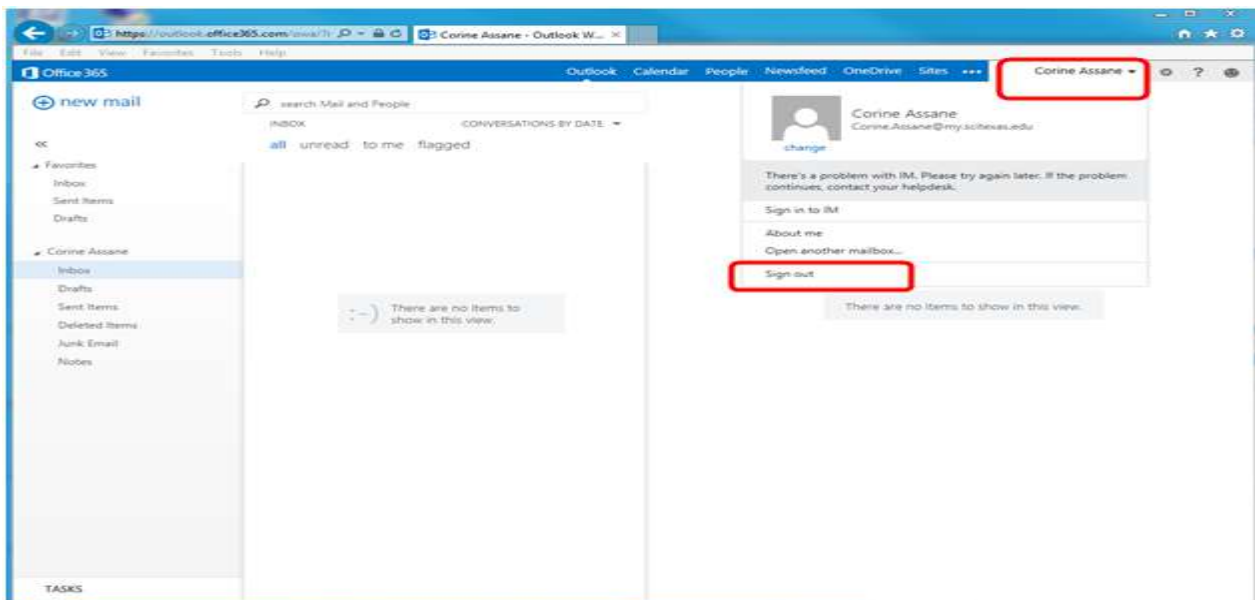 https://outlook.office365.com/owa/?
Corine Assane - Outlook W...
File Edit View Favorites Tools Help
Office 365
Outlook Calendar People Newsfeed OneDrive Sites ••• Corine Assane ?
new mail
search Mail and People
INBOX CONVERSATIONS BY DATE
all unread to me flagged
<<
Favorites
Inbox
Sent Items
Drafts
Corine Assane
Inbox
Drafts
Sent Items
Deleted Items
Junk Email
Notes
TASKS
:-) There are no items to
show in this view.
Corine Assane
Corine.Assane@my.scitexas.edu
change
There's a problem with IM. Please try again later. If the problem
continues, contact your helpdesk.
Sign in to IM
About me
Open another mailbox...
Sign out
There are no items to show in this view.